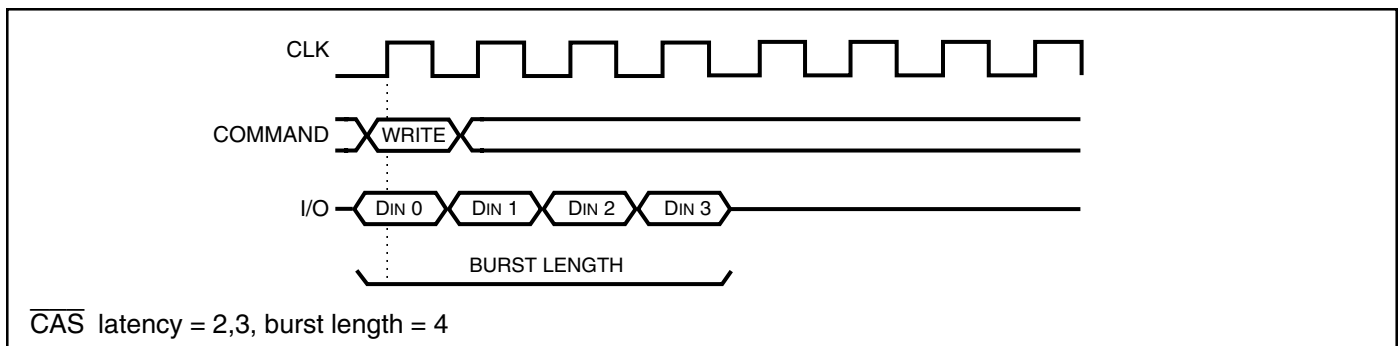 CLK
COMMAND WRITE
I/O DIN 0 DIN 1 DIN 2 DIN 3
BURST LENGTH
CAS latency = 2,3, burst length = 4